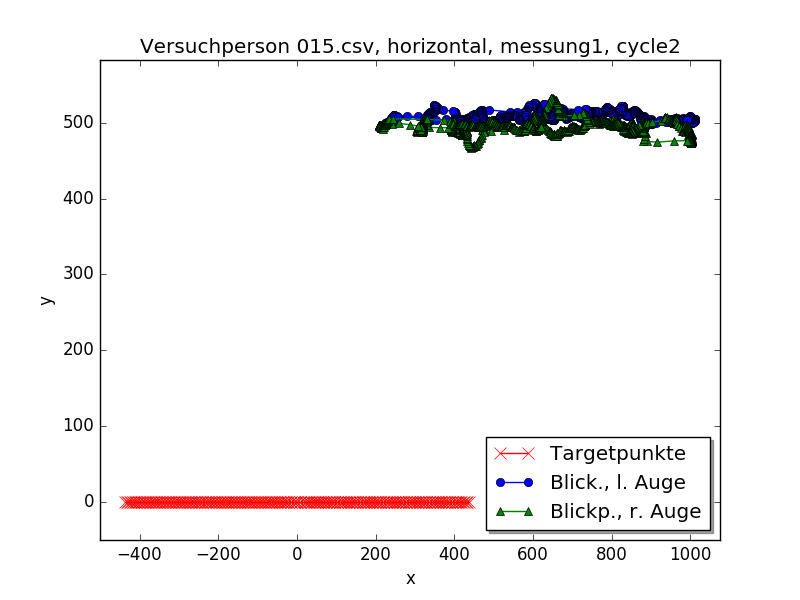 Versuchperson 015.csv, horizontal, messung1, cycle2
y
500
400
300
200
100
0
−400
−200
0
200
400
600
800
1000
x
Targetpunkte
Blick., l. Auge
Blickp., r. Auge